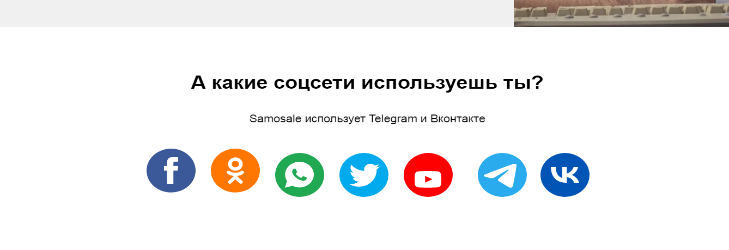 А какие соцсети используешь ты?
Samosale использует Telegram и Вконтакте